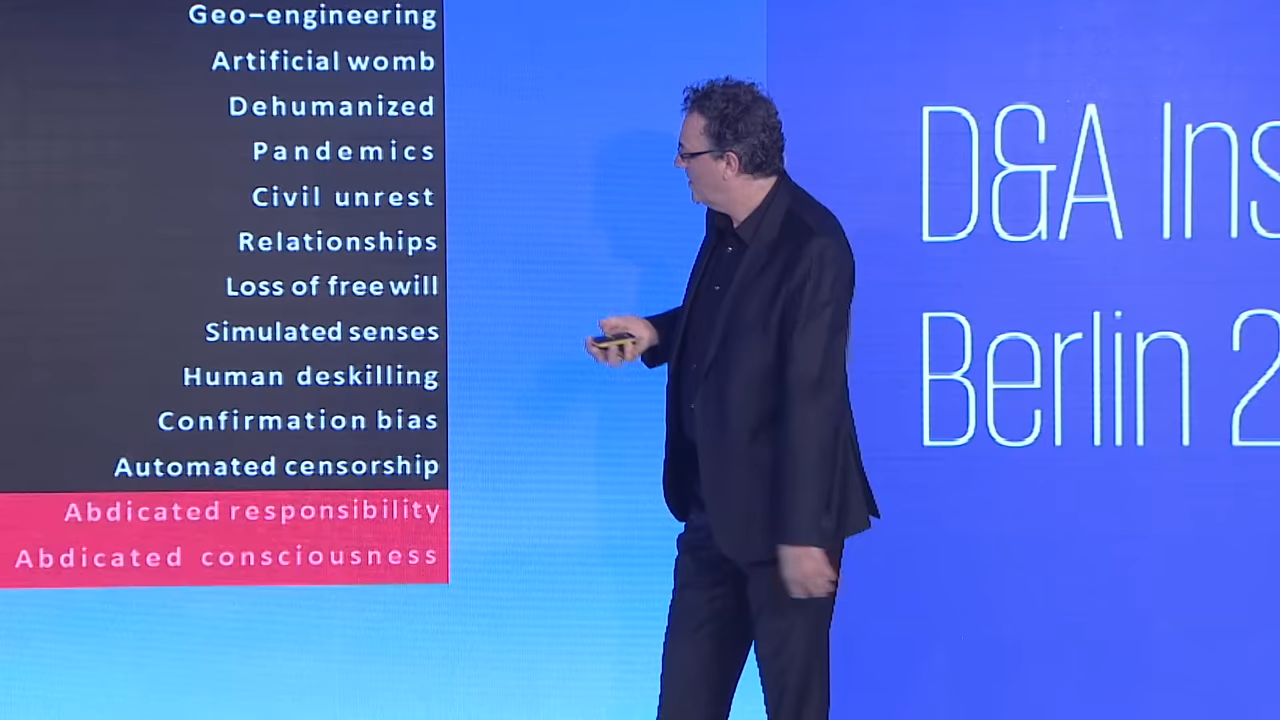 Geo–engineering
Artificial womb
Dehumanized
Pandemics
Civil unrest
Relationships
Loss of free will
Simulated senses
Human deskilling
Confirmation bias
Automated censorship
Abdicated responsibility
Abdicated consciousness
D&A Ins
Berlin 2